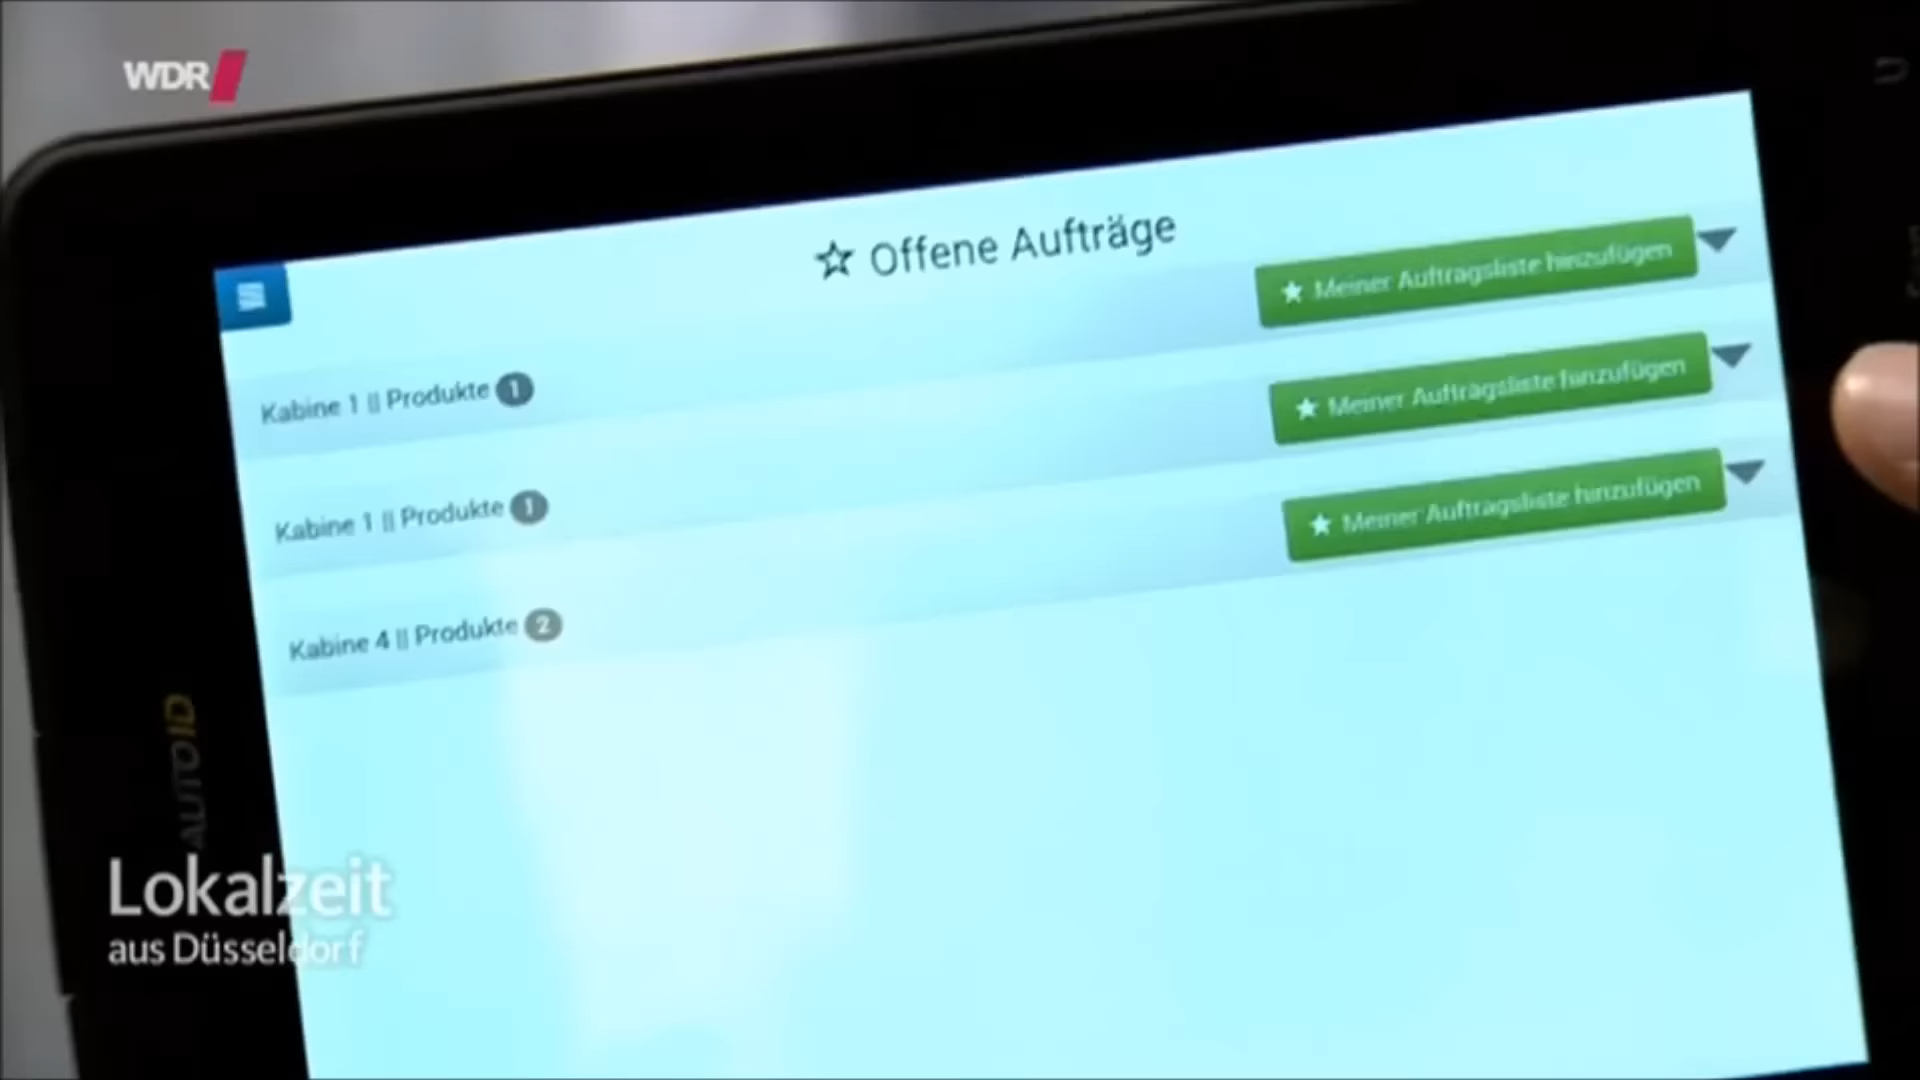 WDR
Offene Aufträge
Meiner Auftragsliste hinzufügen
Kabine 1 || Produkte 1
Meiner Auftragsliste hinzufügen
Kabine 1 || Produkte 1
Meiner Auftragsliste hinzufügen
Kabine 4 || Produkte 2
AUTOID
Lokalzeit
aus Düsseldorf